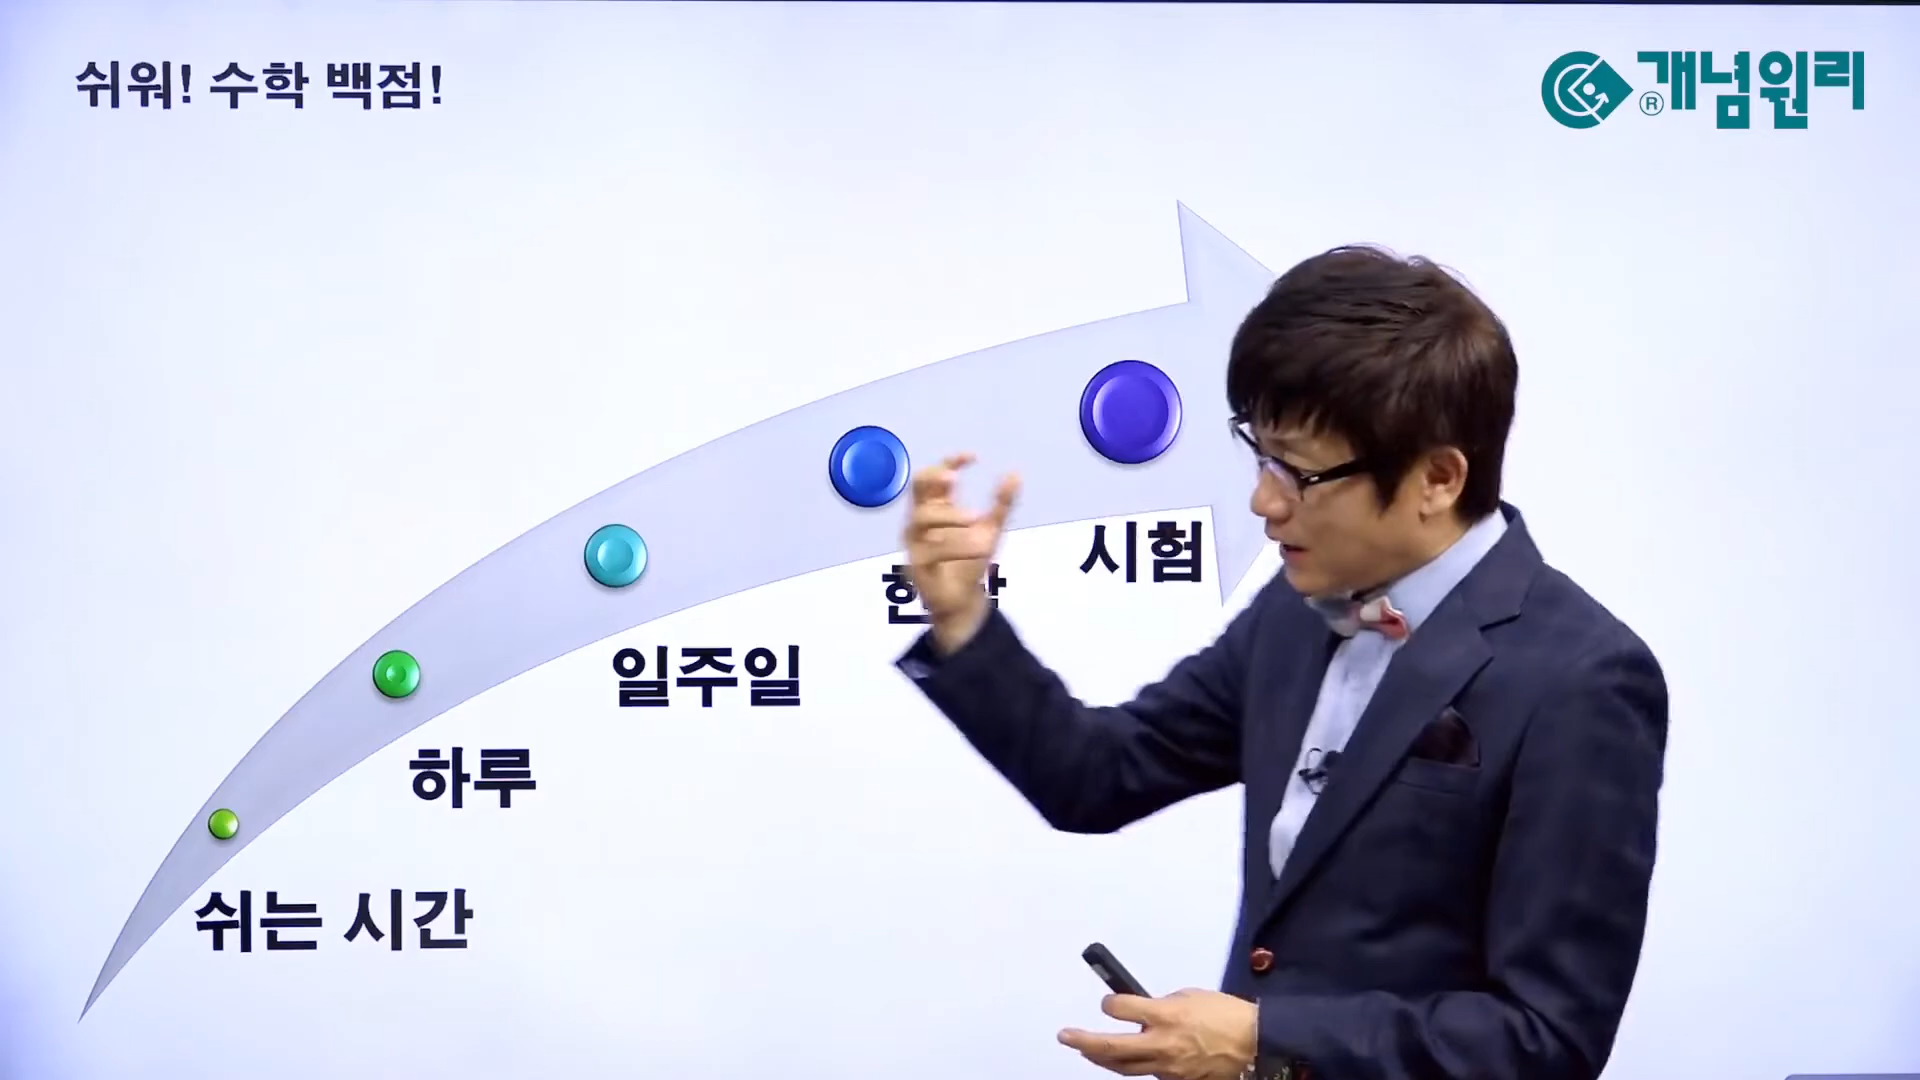 쉬워! 수학 백점!
개념원리
®
시험
일주일
하루
쉬는 시간